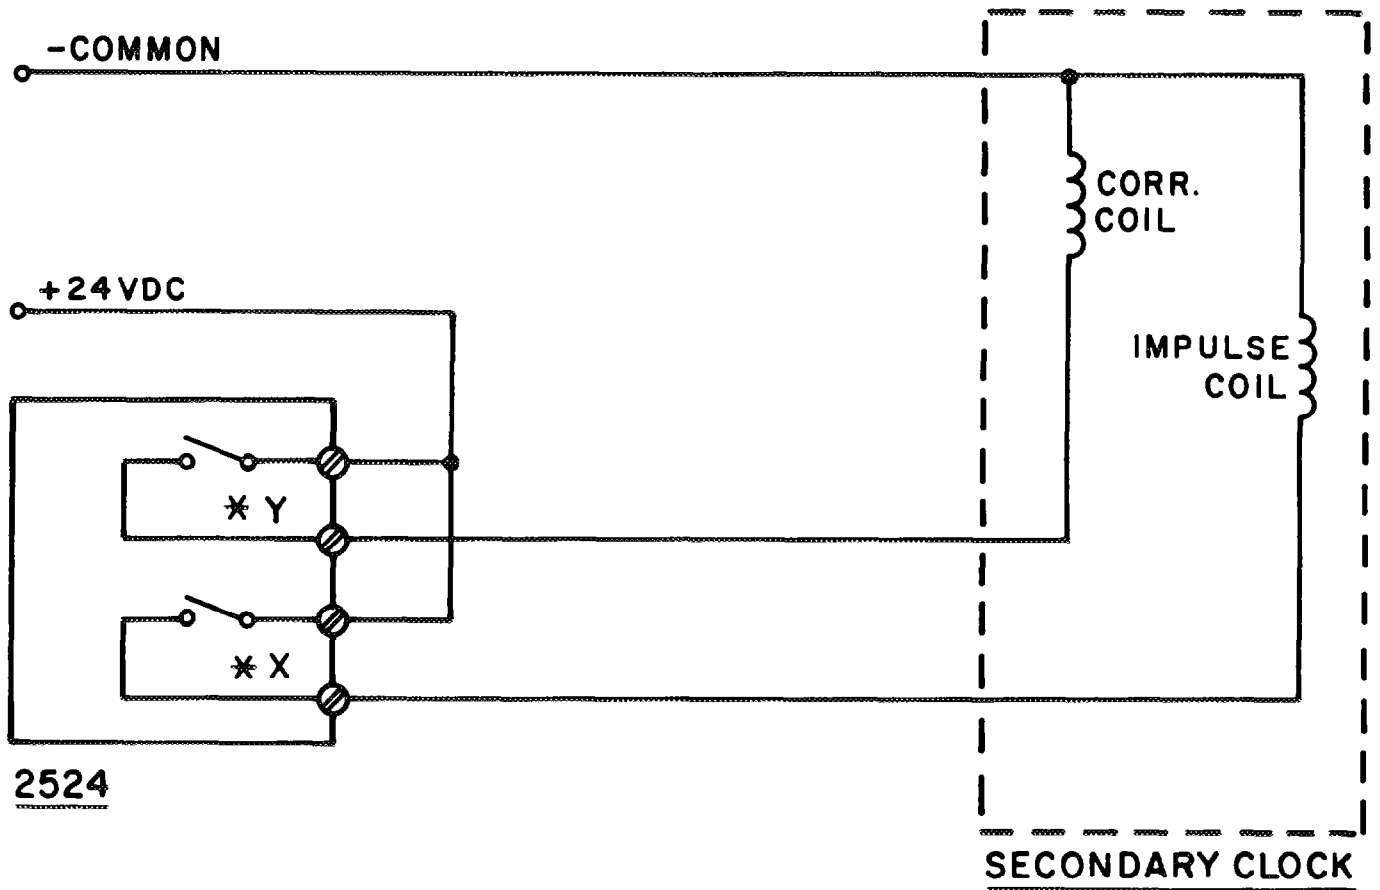 -COMMON
CORR.
COIL
+24VDC
IMPULSE
COIL
* Y
* X
2524
SECONDARY CLOCK